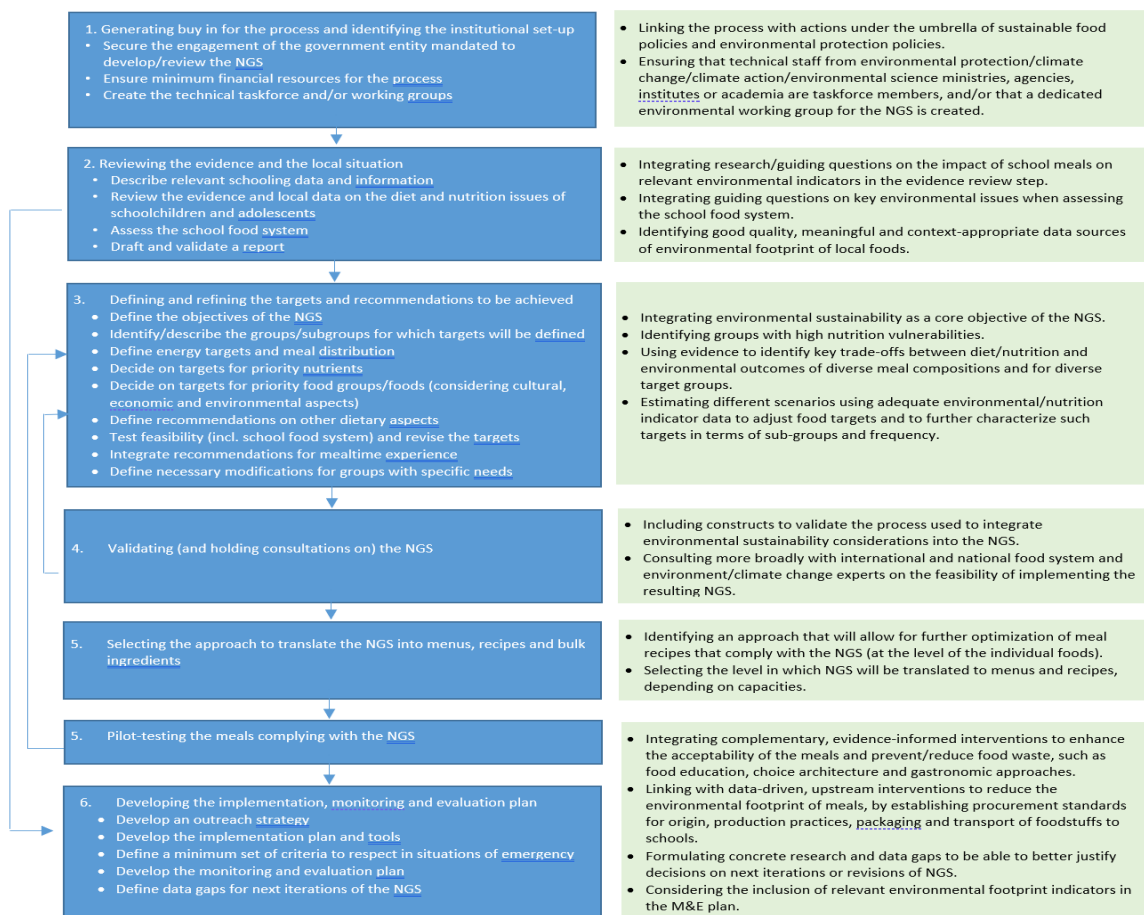 1. Generating buy in for the process and identifying the institutional set-up
• Secure the engagement of the government entity mandated to
develop/review the NGS
• Ensure minimum financial resources for the process
• Create the technical taskforce and/or working groups
• Linking the process with actions under the umbrella of sustainable food
policies and environmental protection policies.
• Ensuring that technical staff from environmental protection/climate
change/climate action/environmental science ministries, agencies,
institutes or academia are taskforce members, and/or that a dedicated
environmental working group for the NGS is created.
2. Reviewing the evidence and the local situation
• Describe relevant schooling data and information
• Review the evidence and local data on the diet and nutrition issues of
schoolchildren and adolescents
• Assess the school food system
• Draft and validate a report
• Integrating research/guiding questions on the impact of school meals on
relevant environmental indicators in the evidence review step.
• Integrating guiding questions on key environmental issues when assessing
the school food system.
• Identifying good quality, meaningful and context-appropriate data sources
of environmental footprint of local foods.
3. Defining and refining the targets and recommendations to be achieved
• Define the objectives of the NGS
• Identify/describe the groups/subgroups for which targets will be defined
• Define energy targets and meal distribution
• Decide on targets for priority nutrients
• Decide on targets for priority food groups/foods (considering cultural,
economic and environmental aspects)
• Define recommendations on other dietary aspects
• Test feasibility (incl. school food system) and revise the targets
• Integrate recommendations for mealtime experience
• Define necessary modifications for groups with specific needs
• Integrating environmental sustainability as a core objective of the NGS.
• Identifying groups with high nutrition vulnerabilities.
• Using evidence to identify key trade-offs between diet/nutrition and
environmental outcomes of diverse meal compositions and for diverse
target groups.
• Estimating different scenarios using adequate environmental/nutrition
indicator data to adjust food targets and to further characterize such
targets in terms of sub-groups and frequency.
4. Validating (and holding consultations on) the NGS
• Including constructs to validate the process used to integrate
environmental sustainability considerations into the NGS.
• Consulting more broadly with international and national food system and
environment/climate change experts on the feasibility of implementing the
resulting NGS.
5. Selecting the approach to translate the NGS into menus, recipes and bulk
ingredients
• Identifying an approach that will allow for further optimization of meal
recipes that comply with the NGS (at the level of the individual foods).
• Selecting the level in which NGS will be translated to menus and recipes,
depending on capacities.
5. Pilot-testing the meals complying with the NGS
6. Developing the implementation, monitoring and evaluation plan
• Develop an outreach strategy
• Develop the implementation plan and tools
• Define a minimum set of criteria to respect in situations of emergency
• Develop the monitoring and evaluation plan
• Define data gaps for next iterations of the NGS
• Integrating complementary, evidence-informed interventions to enhance
the acceptability of the meals and prevent/reduce food waste, such as
food education, choice architecture and gastronomic approaches.
• Linking with data-driven, upstream interventions to reduce the
environmental footprint of meals, by establishing procurement standards
for origin, production practices, packaging and transport of foodstuffs to
schools.
• Formulating concrete research and data gaps to be able to better justify
decisions on next iterations or revisions of NGS.
• Considering the inclusion of relevant environmental footprint indicators in
the M&E plan.